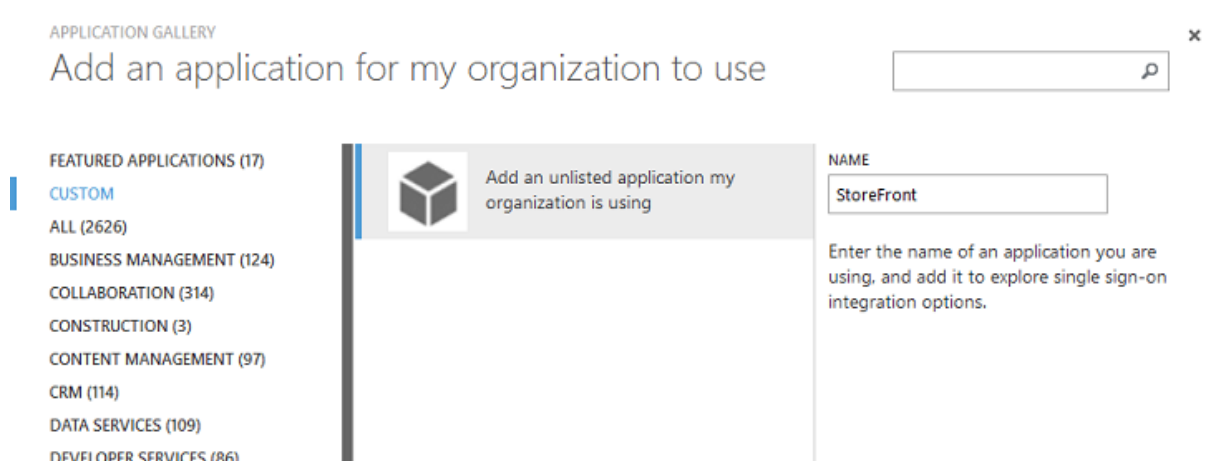 APPLICATION GALLERY
Add an application for my organization to use
FEATURED APPLICATIONS (17)
CUSTOM
ALL (2626)
BUSINESS MANAGEMENT (124)
COLLABORATION (314)
CONSTRUCTION (3)
CONTENT MANAGEMENT (97)
CRM (114)
DATA SERVICES (109)
DEVELOPER SERVICES (86)
Add an unlisted application my
organization is using
NAME
StoreFront
Enter the name of an application you are
using, and add it to explore single sign-on
integration options.